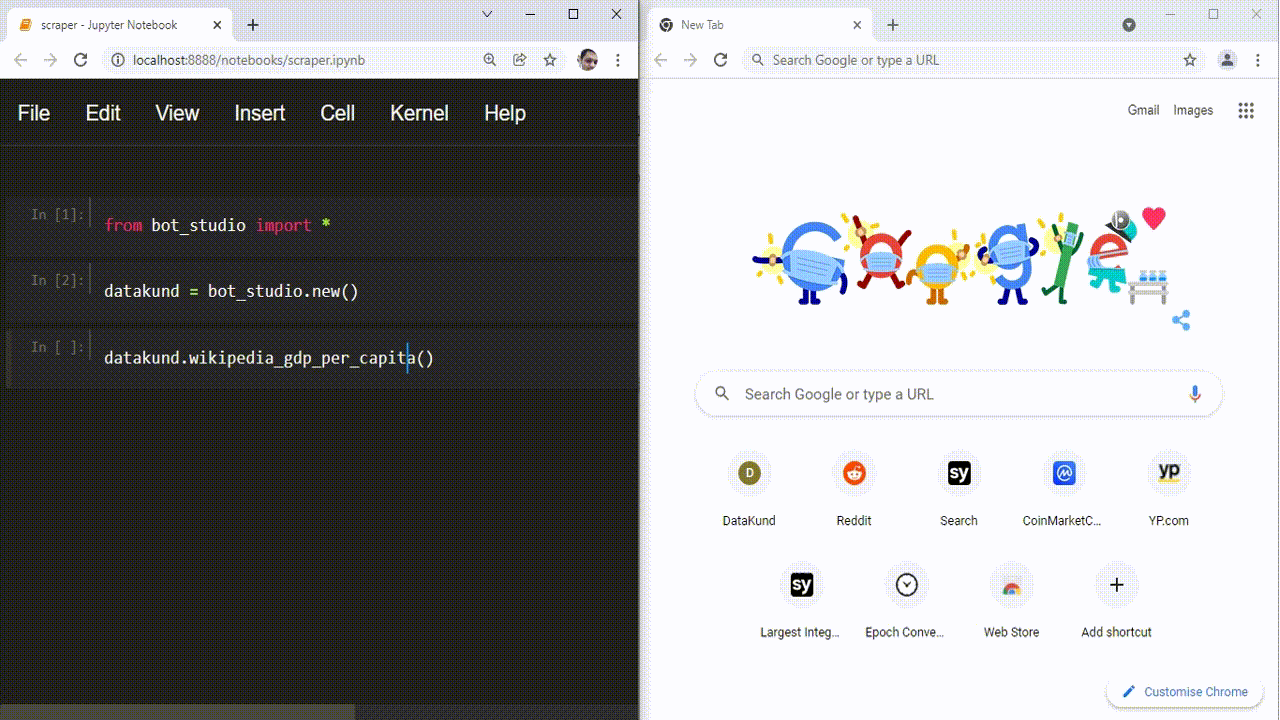 scraper - Jupyter Notebook
localhost:8888/notebooks/scraper.ipynb
File Edit View Insert Cell Kernel Help
In [1]: from bot_studio import *
In [2]: datakund = bot_studio.new()
In [ ]: datakund.wikipedia_gdp_per_capita()
New Tab
Search Google or type a URL
Gmail Images
Google
Search Google or type a URL
D sy yp
DataKund Reddit Search CoinMarketC... YP.com
sy
Largest Integ... Epoch Conve... Web Store Add shortcut
Customise Chrome